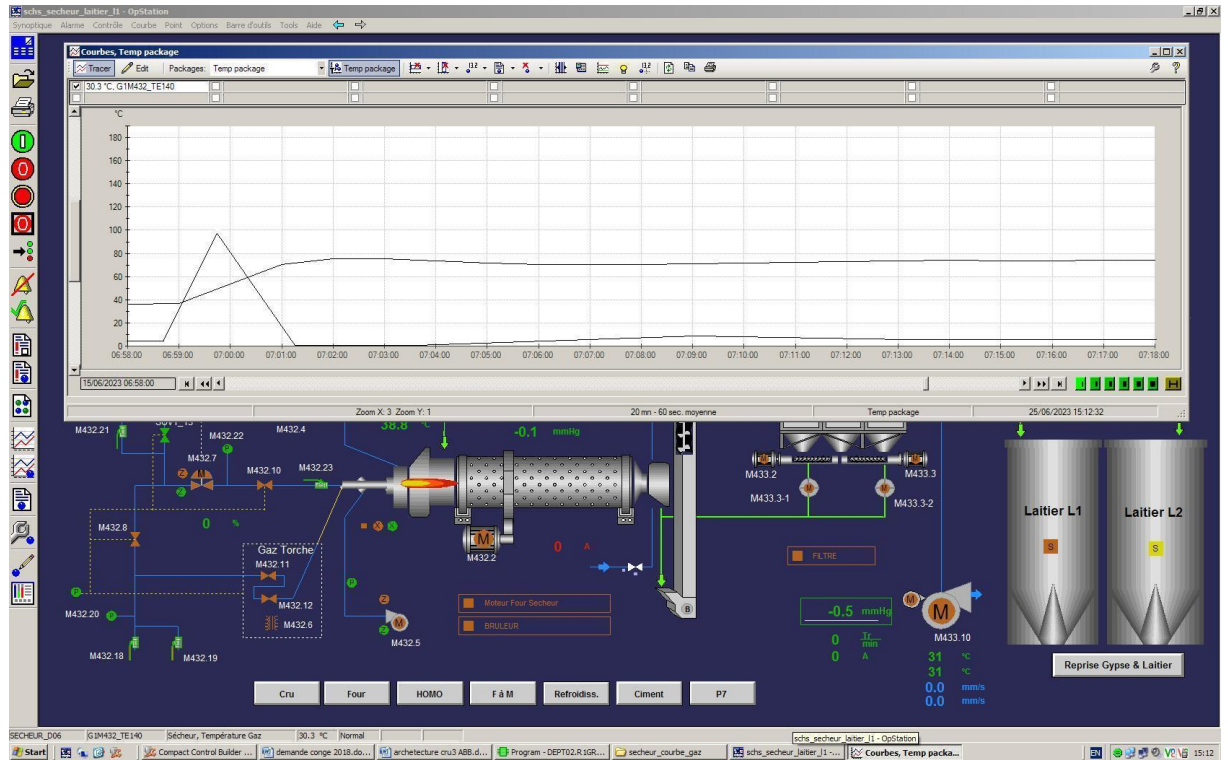 schs_secheur_laitier_l1 - OpStation
Synoptique Alarme Contrôle Courbe Point Options Barre d'outils Tools Aide
Courbes, Temp package
Tracer Edit Packages: Temp package Temp package
30.3 °C, G1M432_TE140
°C
180
160
140
120
100
80
60
40
20
0
06:58:00 06:59:00 07:00:00 07:01:00 07:02:00 07:03:00 07:04:00 07:05:00 07:06:00 07:07:00 07:08:00 07:09:00 07:10:00 07:11:00 07:12:00 07:13:00 07:14:00 07:15:00 07:16:00 07:17:00 07:18:00
15/06/2023 06:58:00
Zoom X: 3 Zoom Y: 1 20 mn - 60 sec. moyenne Temp package 25/06/2023 15:12:32
M432.21 M432.4 38.8 °C -0.1 mmHg
M432.22
M432.7
M432.10 M432.23
M433.2 M433.3
M433.3-1 M433.3-2
Laitier L1 Laitier L2
S S
M432.8 0 %
Gaz Torche
M432.11
M432.2
0 A
FILTRE
M432.12
M432.6
M432.20
M432.5
Moteur Four Secheur
BRULEUR
B
-0.5 mmHg
M433.10
0 Tr/min
0 A
31 °C
31 °C
0.0 mm/s
0.0 mm/s
M432.18 M432.19
Reprise Gypse & Laitier
Cru Four HOMO F à M Refroidiss. Ciment P7
SECHEUR_D06 G1M432_TE140 Sécheur, Température Gaz 30.3 °C Normal
schs_secheur_laitier_l1 - OpStation
Start Compact Control Builder ... demande conge 2018.do... archetecture cru3 ABB.d... Program - DEPT02.R1GR... secheur_courbe_gaz schs_secheur_laitier_l1 -... Courbes, Temp packa... EN 15:12